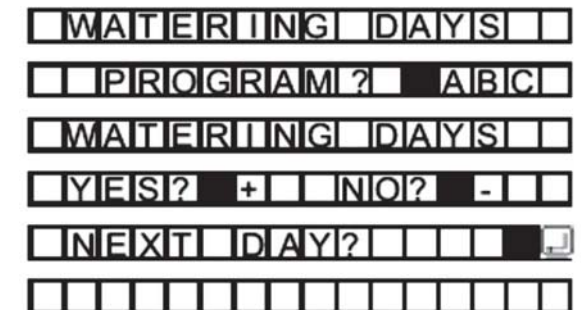 WATERING DAYS
PROGRAM? ABC
WATERING DAYS
YES? + NO? -
NEXT DAY?